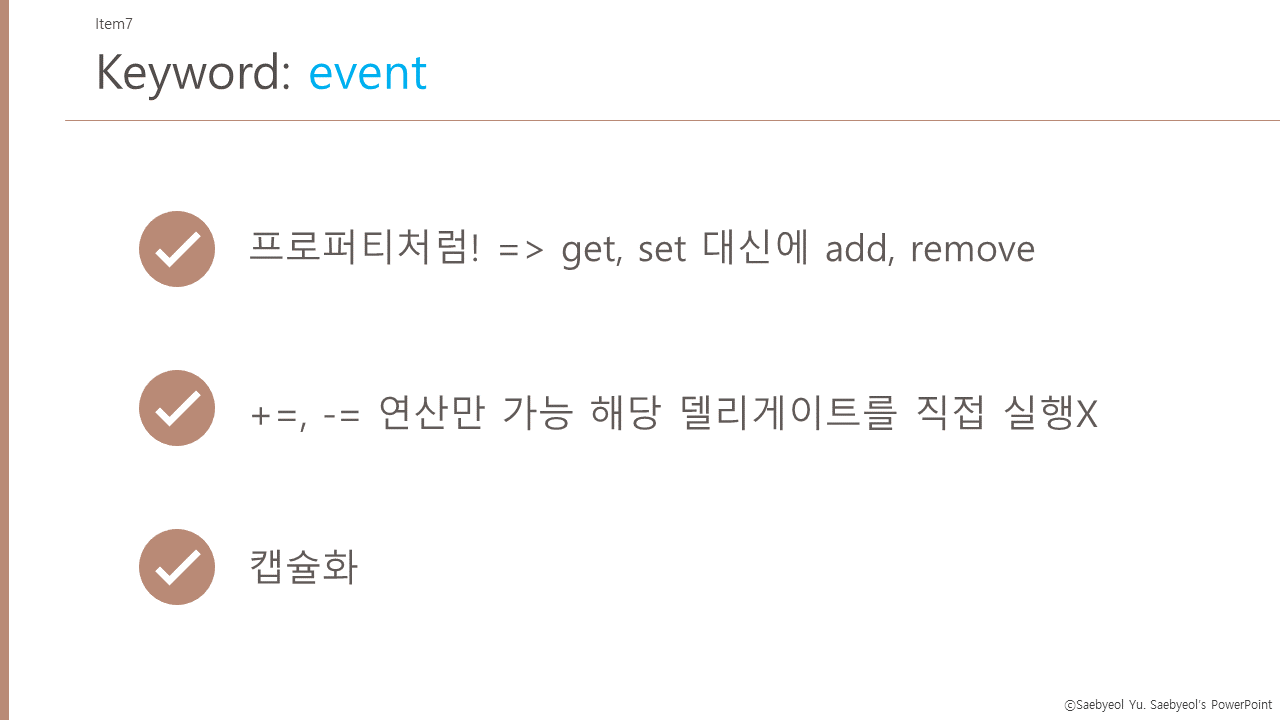 Item7
Keyword: event
프로퍼티처럼! => get, set 대신에 add, remove
+=, -= 연산만 가능 해당 델리게이트를 직접 실행X
캡슐화
ⓒSaebyeol Yu. Saebyeol's PowerPoint